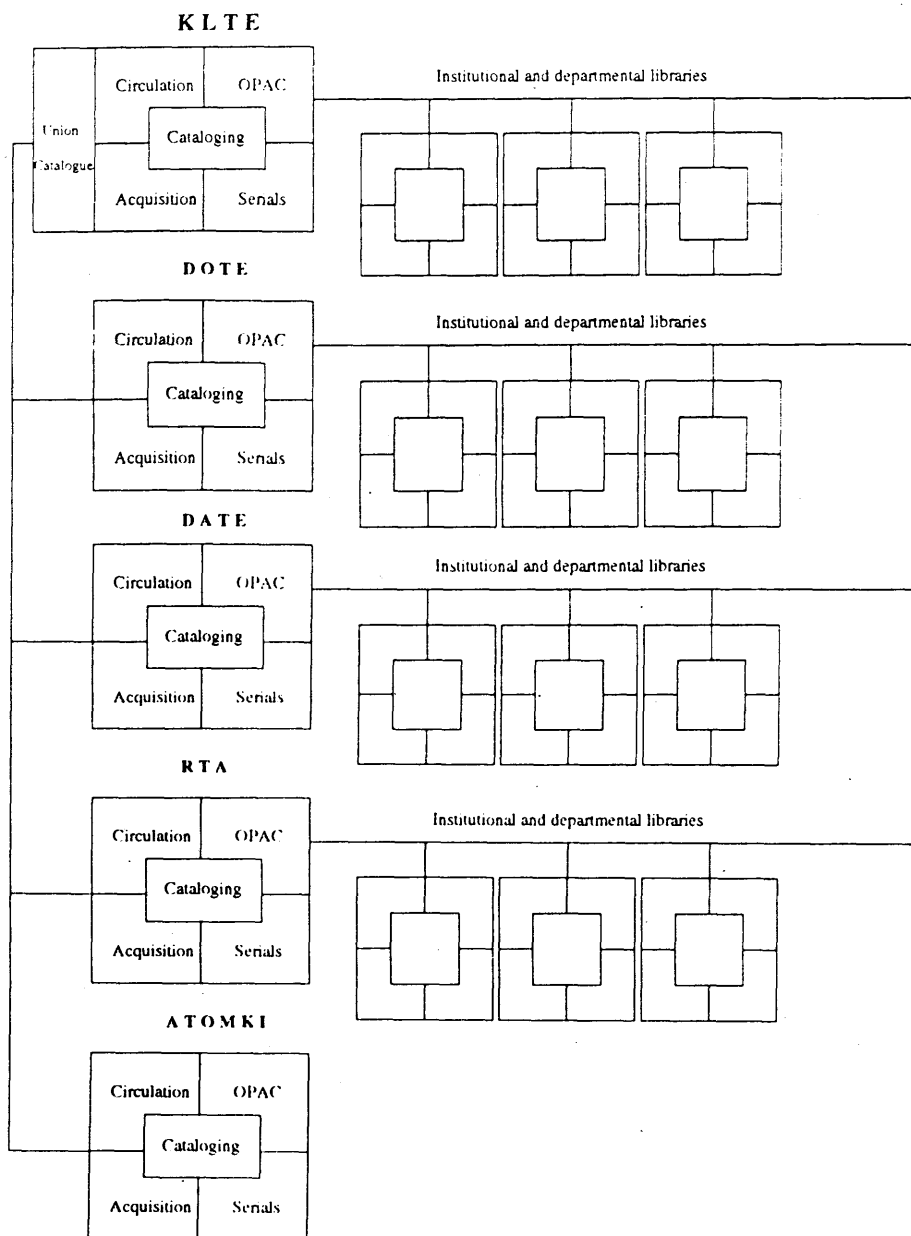 KLTE
Circulation OPAC
Institutional and departmental libraries
Union
Catalogue
Cataloging
Acquisition Serials
DOTE
Circulation OPAC
Institutional and departmental libraries
Cataloging
Acquisition Serials
DATE
Circulation OPAC
Institutional and departmental libraries
Cataloging
Acquisition Serials
RTA
Circulation OPAC
Institutional and departmental libraries
Cataloging
Acquisition Serials
ATOMKI
Circulation OPAC
Cataloging
Acquisition Serials